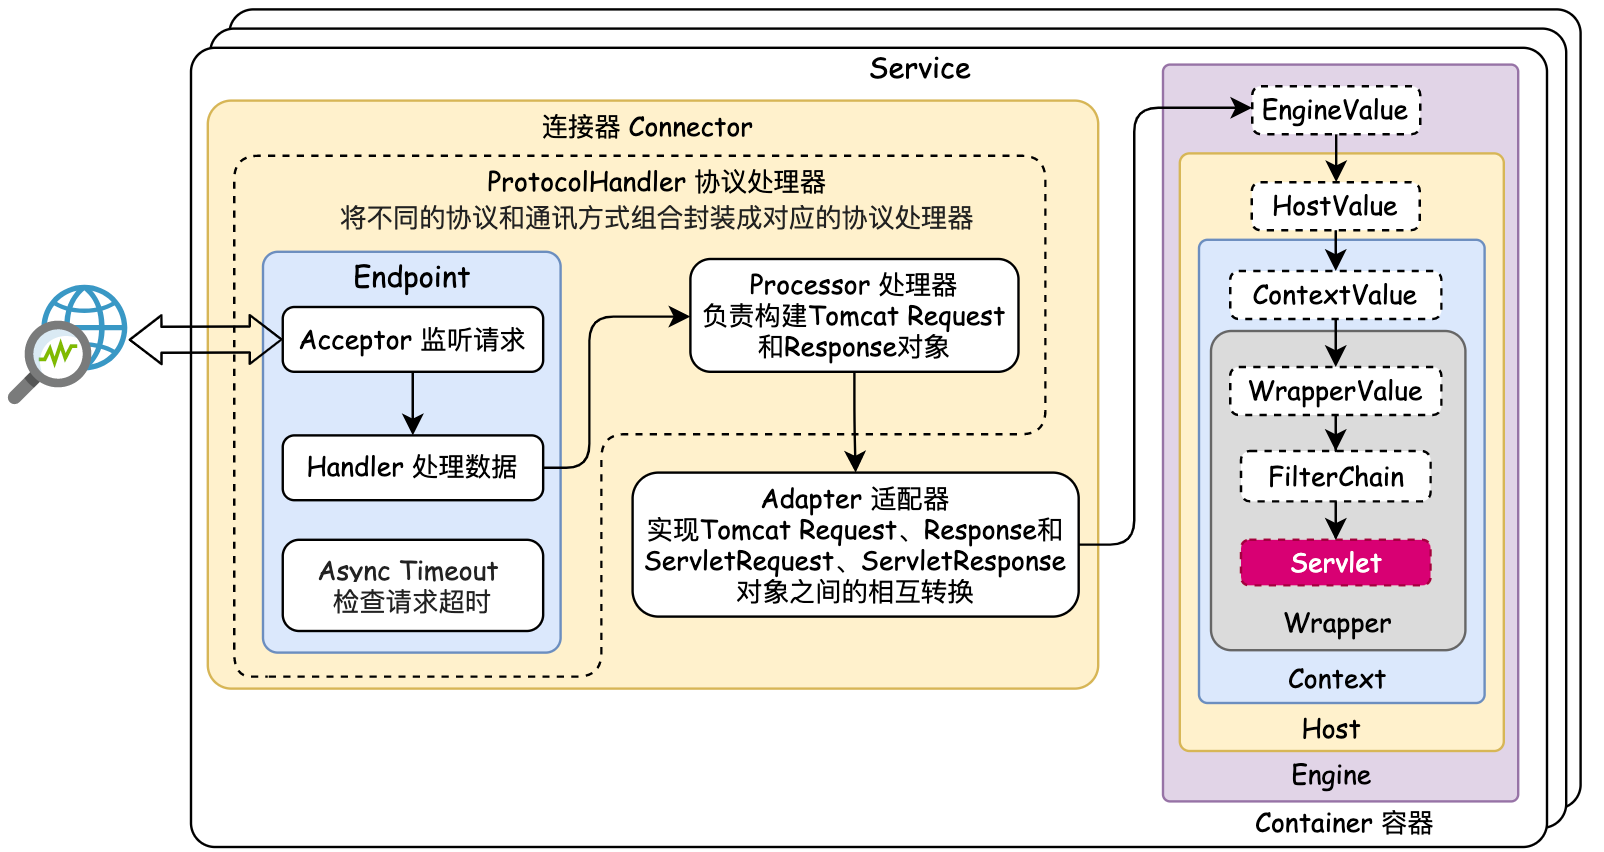 Service
连接器 Connector
ProtocolHandler 协议处理器
将不同的协议和通讯方式组合封装成对应的协议处理器
Endpoint
Acceptor 监听请求
Handler 处理数据
Async Timeout
检查请求超时
Processor 处理器
负责构建Tomcat Request
和Response对象
Adapter 适配器
实现Tomcat Request、Response和
ServletRequest、ServletResponse
对象之间的相互转换
EngineValue
HostValue
ContextValue
WrapperValue
FilterChain
Servlet
Wrapper
Context
Host
Engine
Container 容器